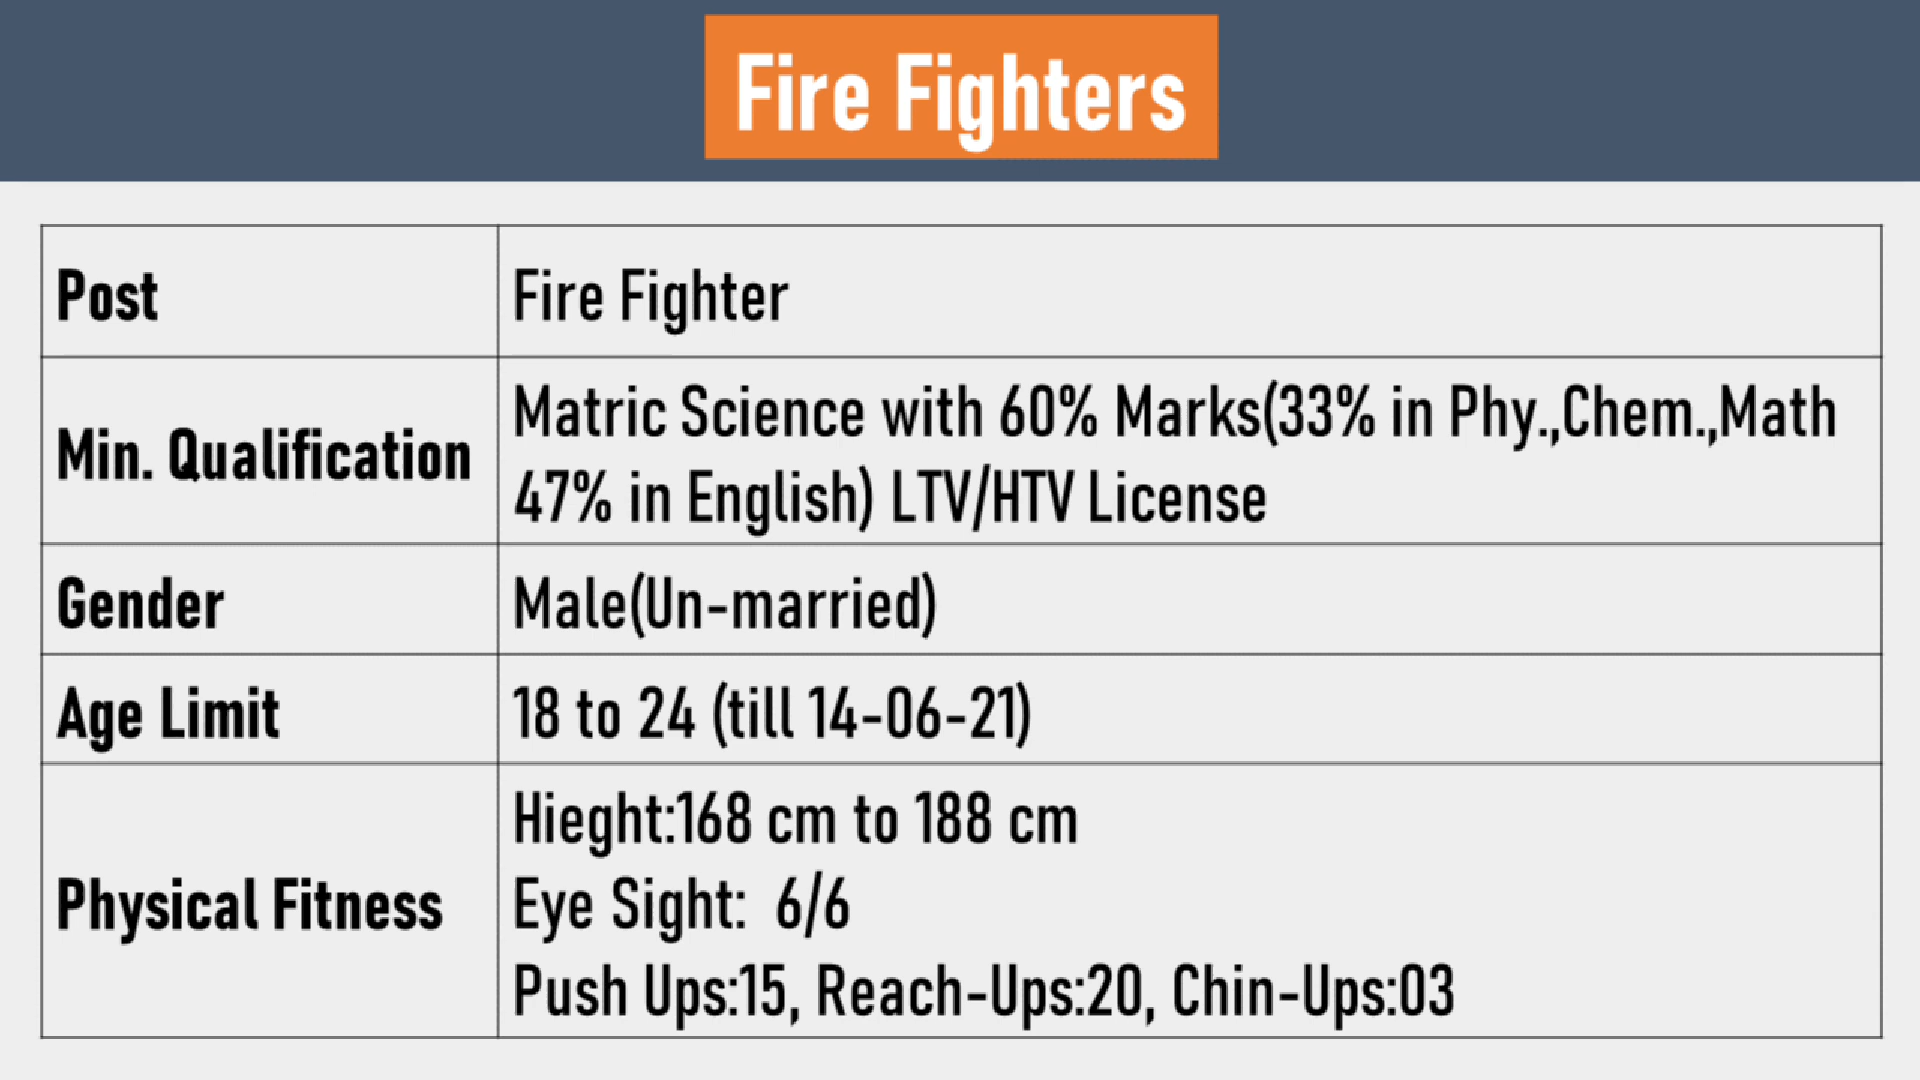 Fire Fighters
Post
Fire Fighter
Min. Qualification
Matric Science with 60% Marks(33% in Phy.,Chem.,Math
47% in English) LTV/HTV License
Gender
Male(Un-married)
Age Limit
18 to 24 (till 14-06-21)
Physical Fitness
Hieght:168 cm to 188 cm
Eye Sight: 6/6
Push Ups:15, Reach-Ups:20, Chin-Ups:03